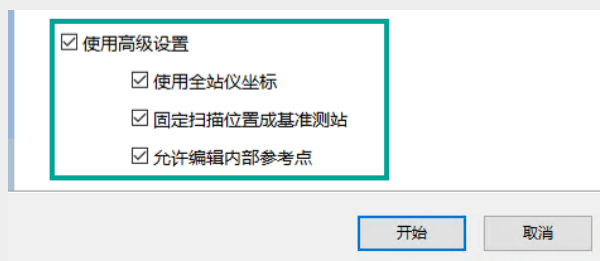 使用高级设置
使用全站仪坐标
固定扫描位置成基准测站
允许编辑内部参考点
开始 取消